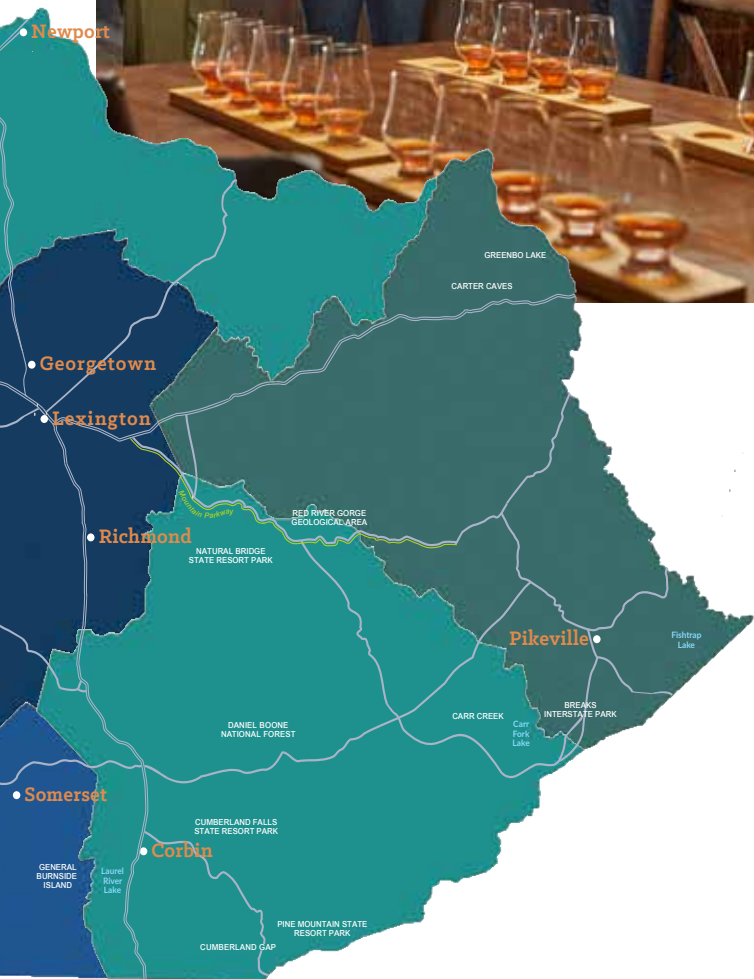 Newport
GREENBO LAKE
CARTER CAVES
Georgetown
Lexington
Mountain Parkway
RED RIVER GORGE
GEOLOGICAL AREA
Richmond
NATURAL BRIDGE
STATE RESORT PARK
Pikeville
Fishtrap
Lake
BREAKS
INTERSTATE PARK
CARR CREEK
Carr
Fork
Lake
DANIEL BOONE
NATIONAL FOREST
Somerset
CUMBERLAND FALLS
STATE RESORT PARK
Corbin
GENERAL
BURNSIDE
ISLAND
Laurel
River
Lake
PINE MOUNTAIN STATE
RESORT PARK
CUMBERLAND GAP